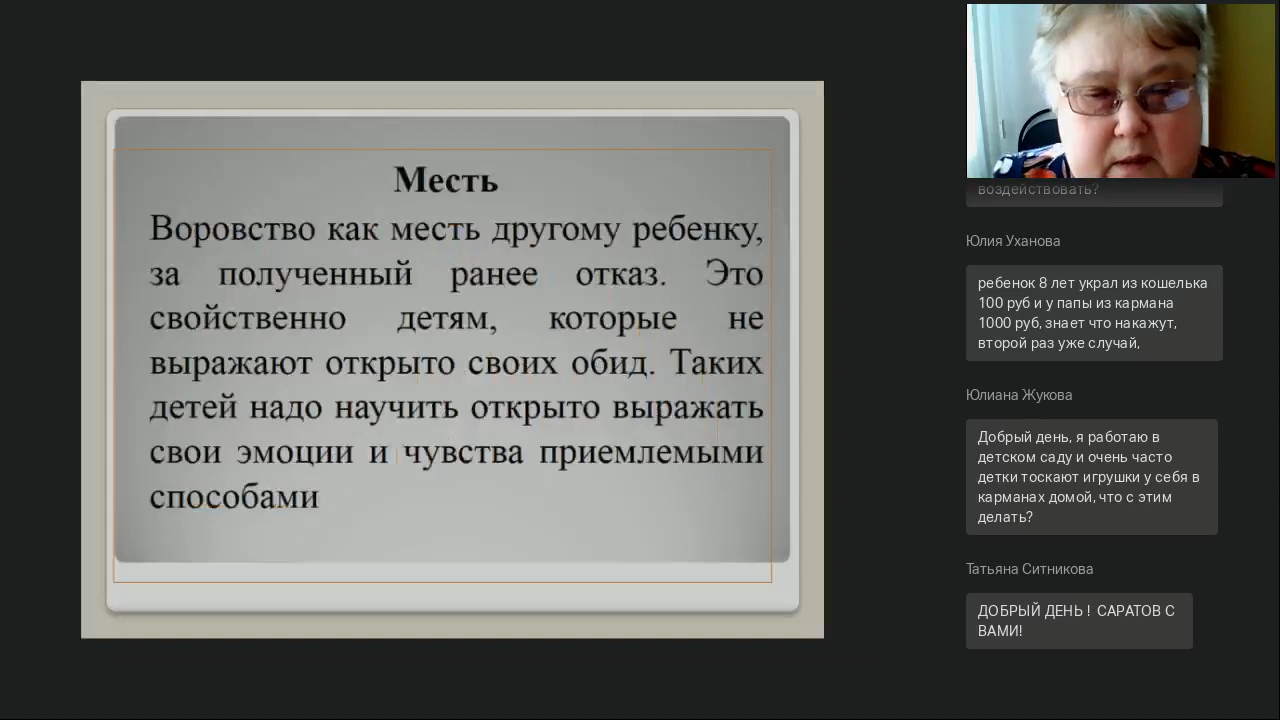 Месть
Воровство как месть другому ребенку,
за полученный ранее отказ. Это
свойственно детям, которые не
выражают открыто своих обид. Таких
детей надо научить открыто выражать
свои эмоции и чувства приемлемыми
способами
воздействовать?
Юлия Уханова
ребенок 8 лет украл из кошелька
100 руб и у папы из кармана
1000 руб, знает что накажут,
второй раз уже случай,
Юлиана Жукова
Добрый день, я работаю в
детском саду и очень часто
детки тоскают игрушки у себя в
карманах домой, что с этим
делать?
Татьяна Ситникова
ДОБРЫЙ ДЕНЬ ! САРАТОВ С
ВАМИ!